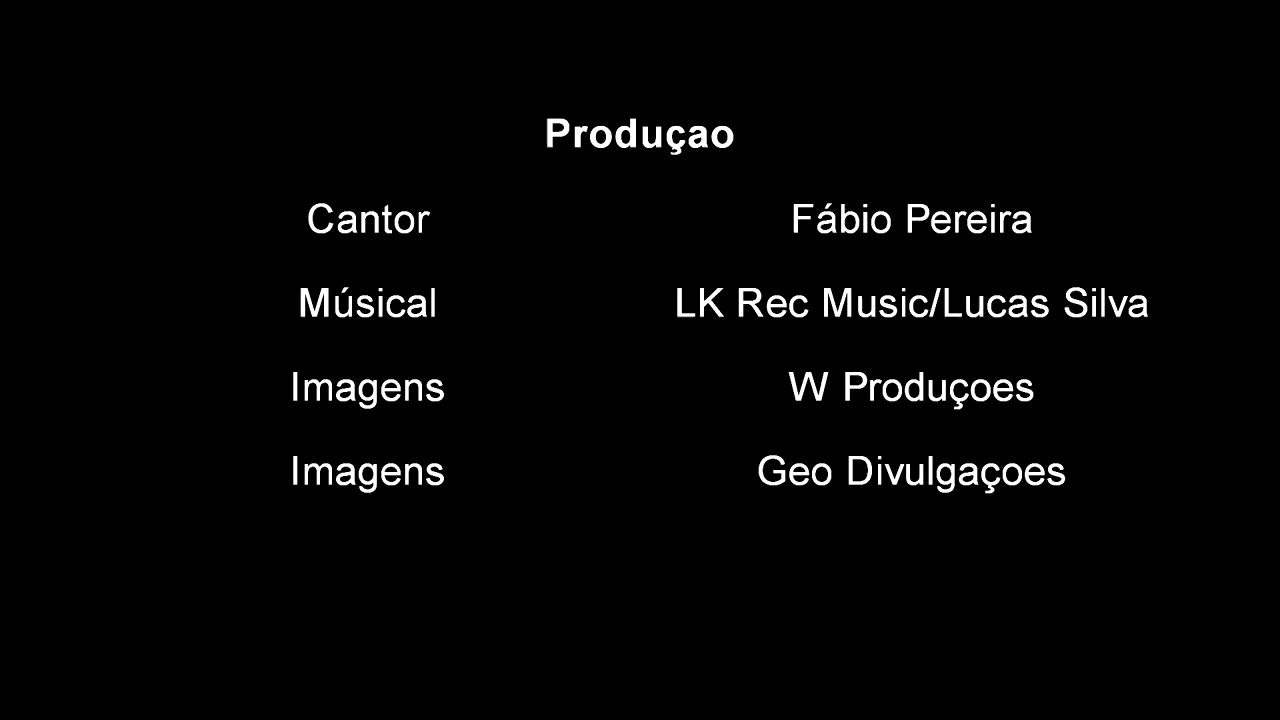 Produçao
Cantor Fábio Pereira
Músical LK Rec Music/Lucas Silva
Imagens W Produçoes
Imagens Geo Divulgaçoes